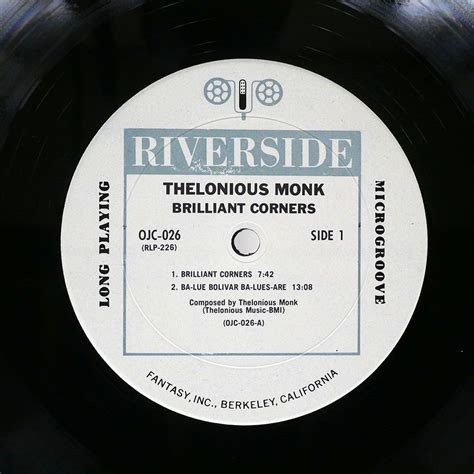 RIVERSIDE
THELONIOUS MONK
BRILLIANT CORNERS
OJC-026
(RLP-226)
SIDE 1
LONG PLAYING
MICROGROOVE
1. BRILLIANT CORNERS 7:42
2. BA-LUE BOLIVAR BA-LUES-ARE 13:08
Composed by Thelonious Monk
(Thelonious Music-BMI)
(OJC-026-A)
FANTASY, INC., BERKELEY, CALIFORNIA